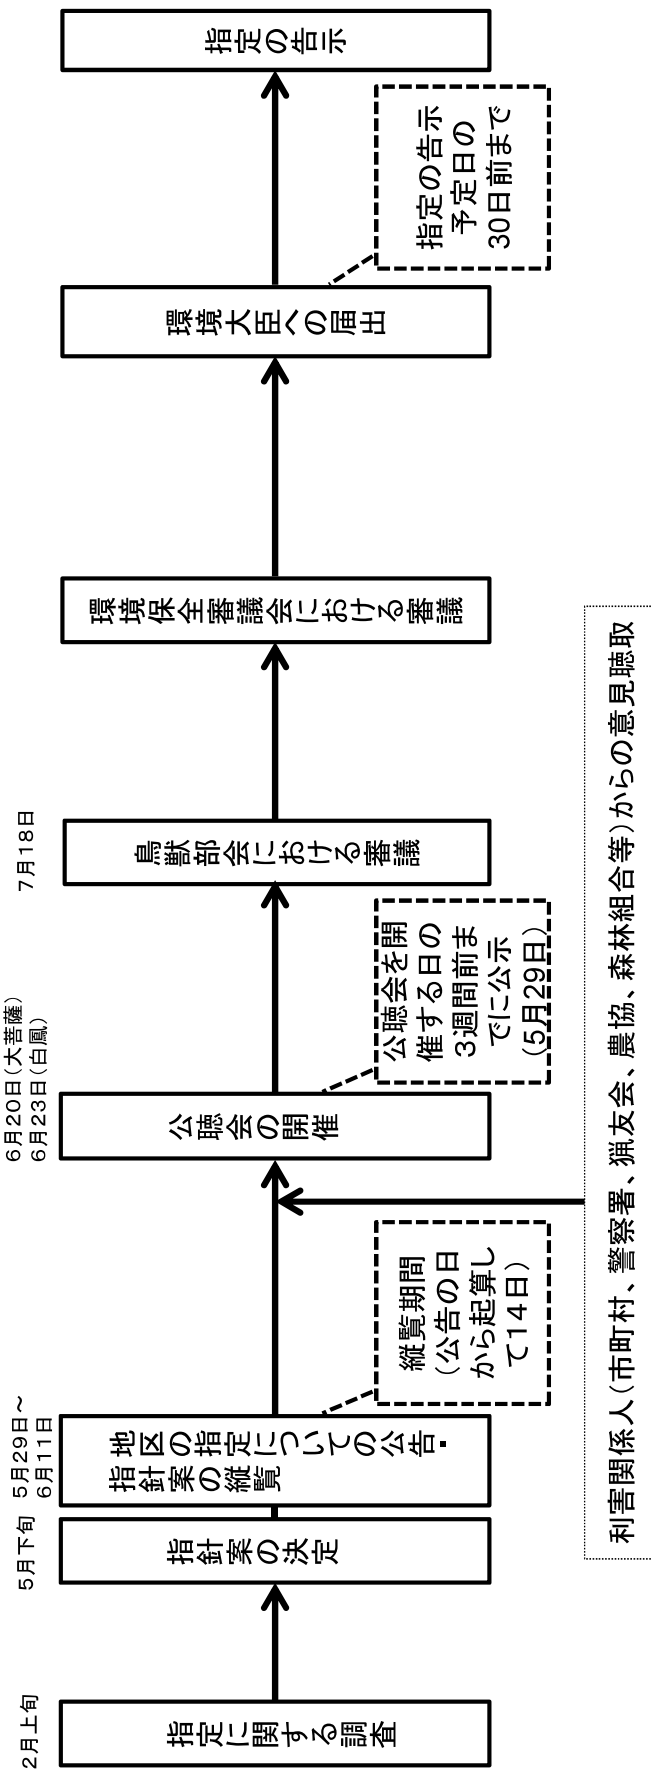 2月上旬
指定に関する調査
5月下旬
指針案の決定
5月29日～
6月11日
地区の指定についての公告・
指針案の縦覧
縦覧期間
（公告の日
から起算し
て14日）
6月20日（大菩薩）
6月23日（白鳳）
公聴会の開催
公聴会を開
催する日の
3週間前ま
でに公示
（5月29日）
7月18日
鳥獣部会における審議
環境保全審議会における審議
環境大臣への届出
指定の告示
予定日の
30日前まで
指定の告示
利害関係人（市町村、警察署、猟友会、農協、森林組合等）からの意見聴取